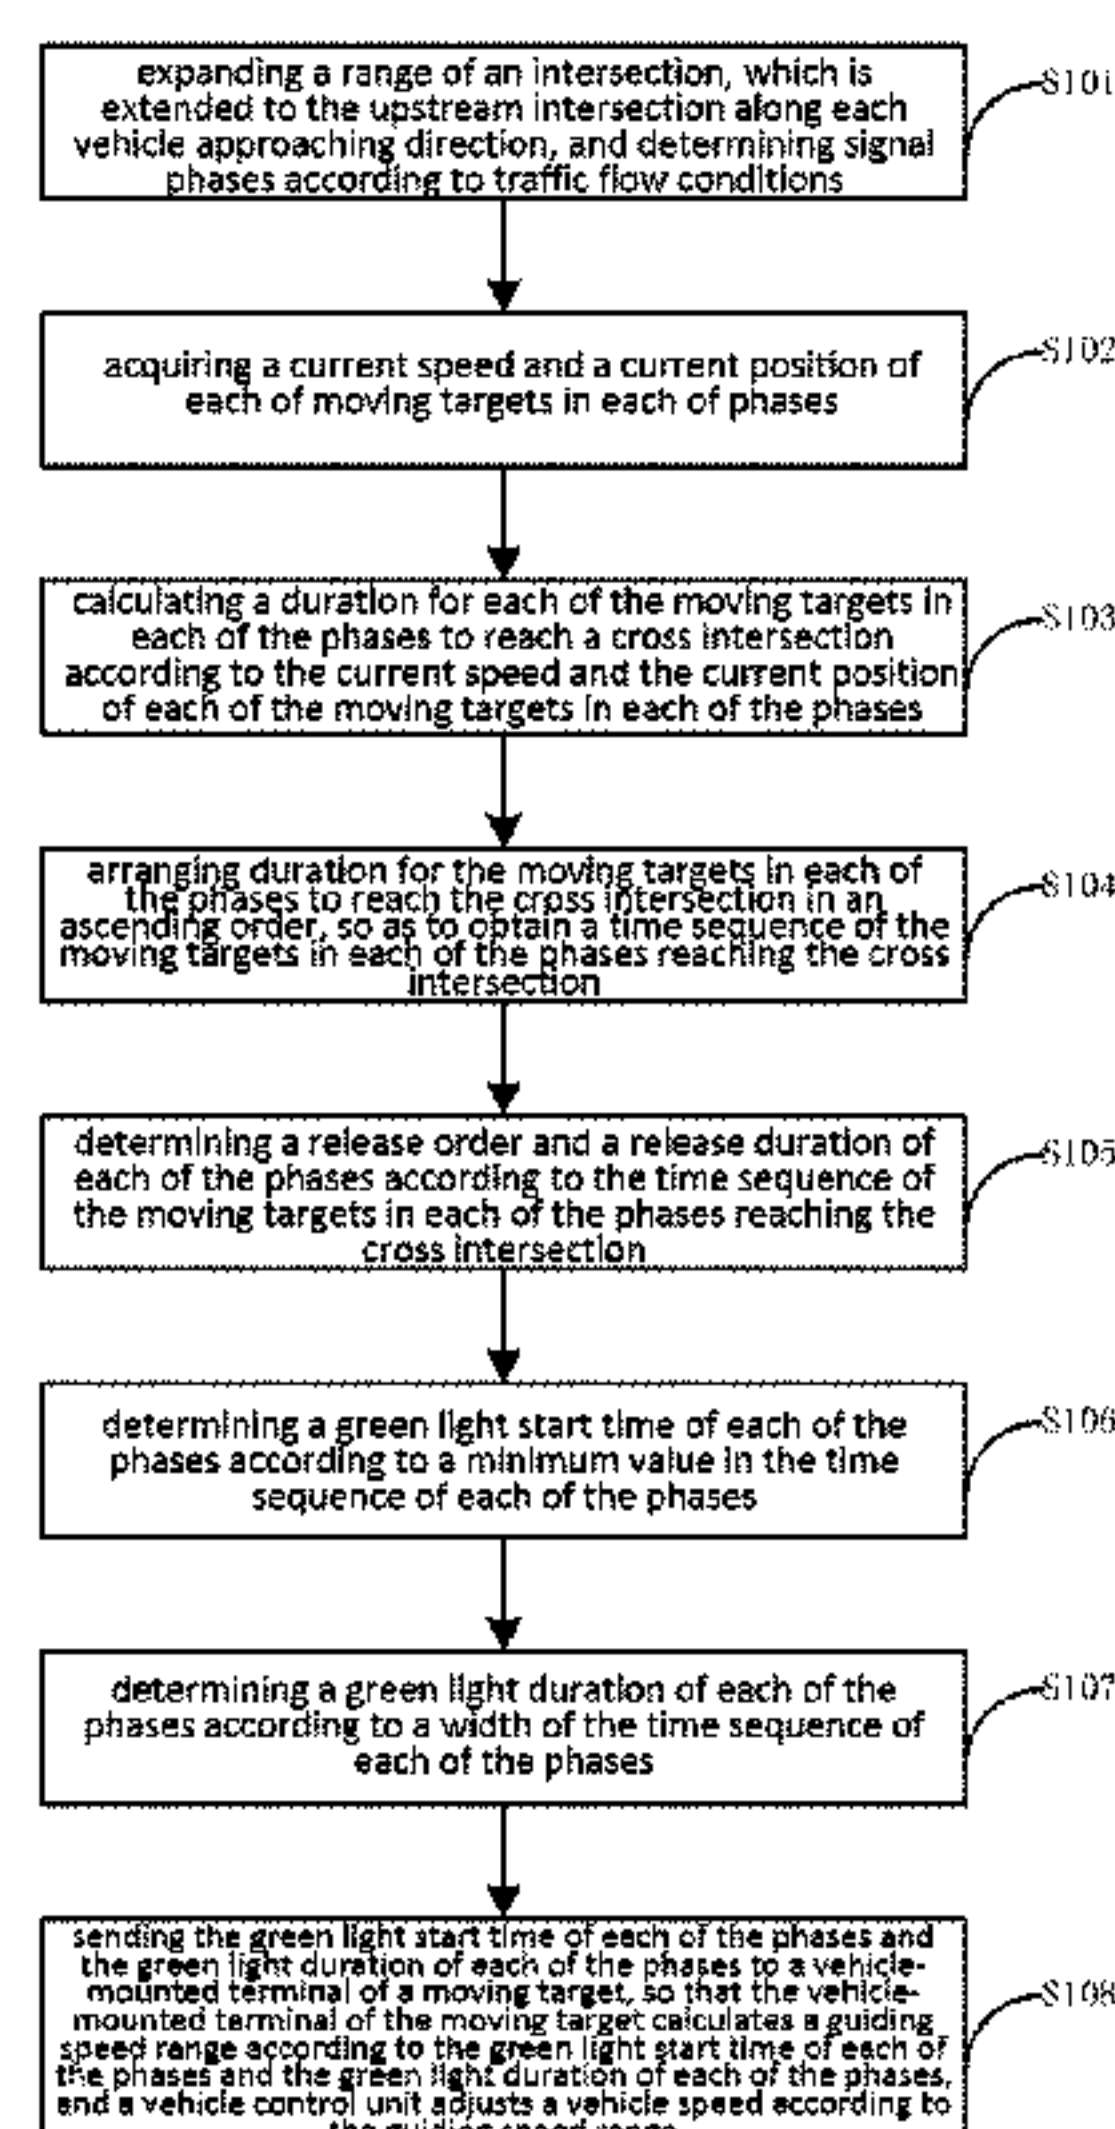 expanding a range of an intersection, which is
extended to the upstream intersection along each
vehicle approaching direction, and determining signal
phases according to traffic flow conditions
S101
acquiring a current speed and a current position of
each of moving targets in each of phases
S102
calculating a duration for each of the moving targets in
each of the phases to reach a cross intersection
according to the current speed and the current position
of each of the moving targets in each of the phases
S103
arranging duration for the moving targets in each of
the phases to reach the cross intersection in an
ascending order, so as to obtain a time sequence of the
moving targets in each of the phases reaching the cross
intersection
S104
determining a release order and a release duration of
each of the phases according to the time sequence of
the moving targets in each of the phases reaching the
cross intersection
S105
determining a green light start time of each of the
phases according to a minimum value in the time
sequence of each of the phases
S106
determining a green light duration of each of the
phases according to a width of the time sequence of
each of the phases
S107
sending the green light start time of each of the phases and
the green light duration of each of the phases to a vehicle-
mounted terminal of a moving target, so that the vehicle-
mounted terminal of the moving target calculates a guiding
speed range according to the green light start time of each of
the phases and the green light duration of each of the phases,
and a vehicle control unit adjusts a vehicle speed according to
the guiding speed range
S108